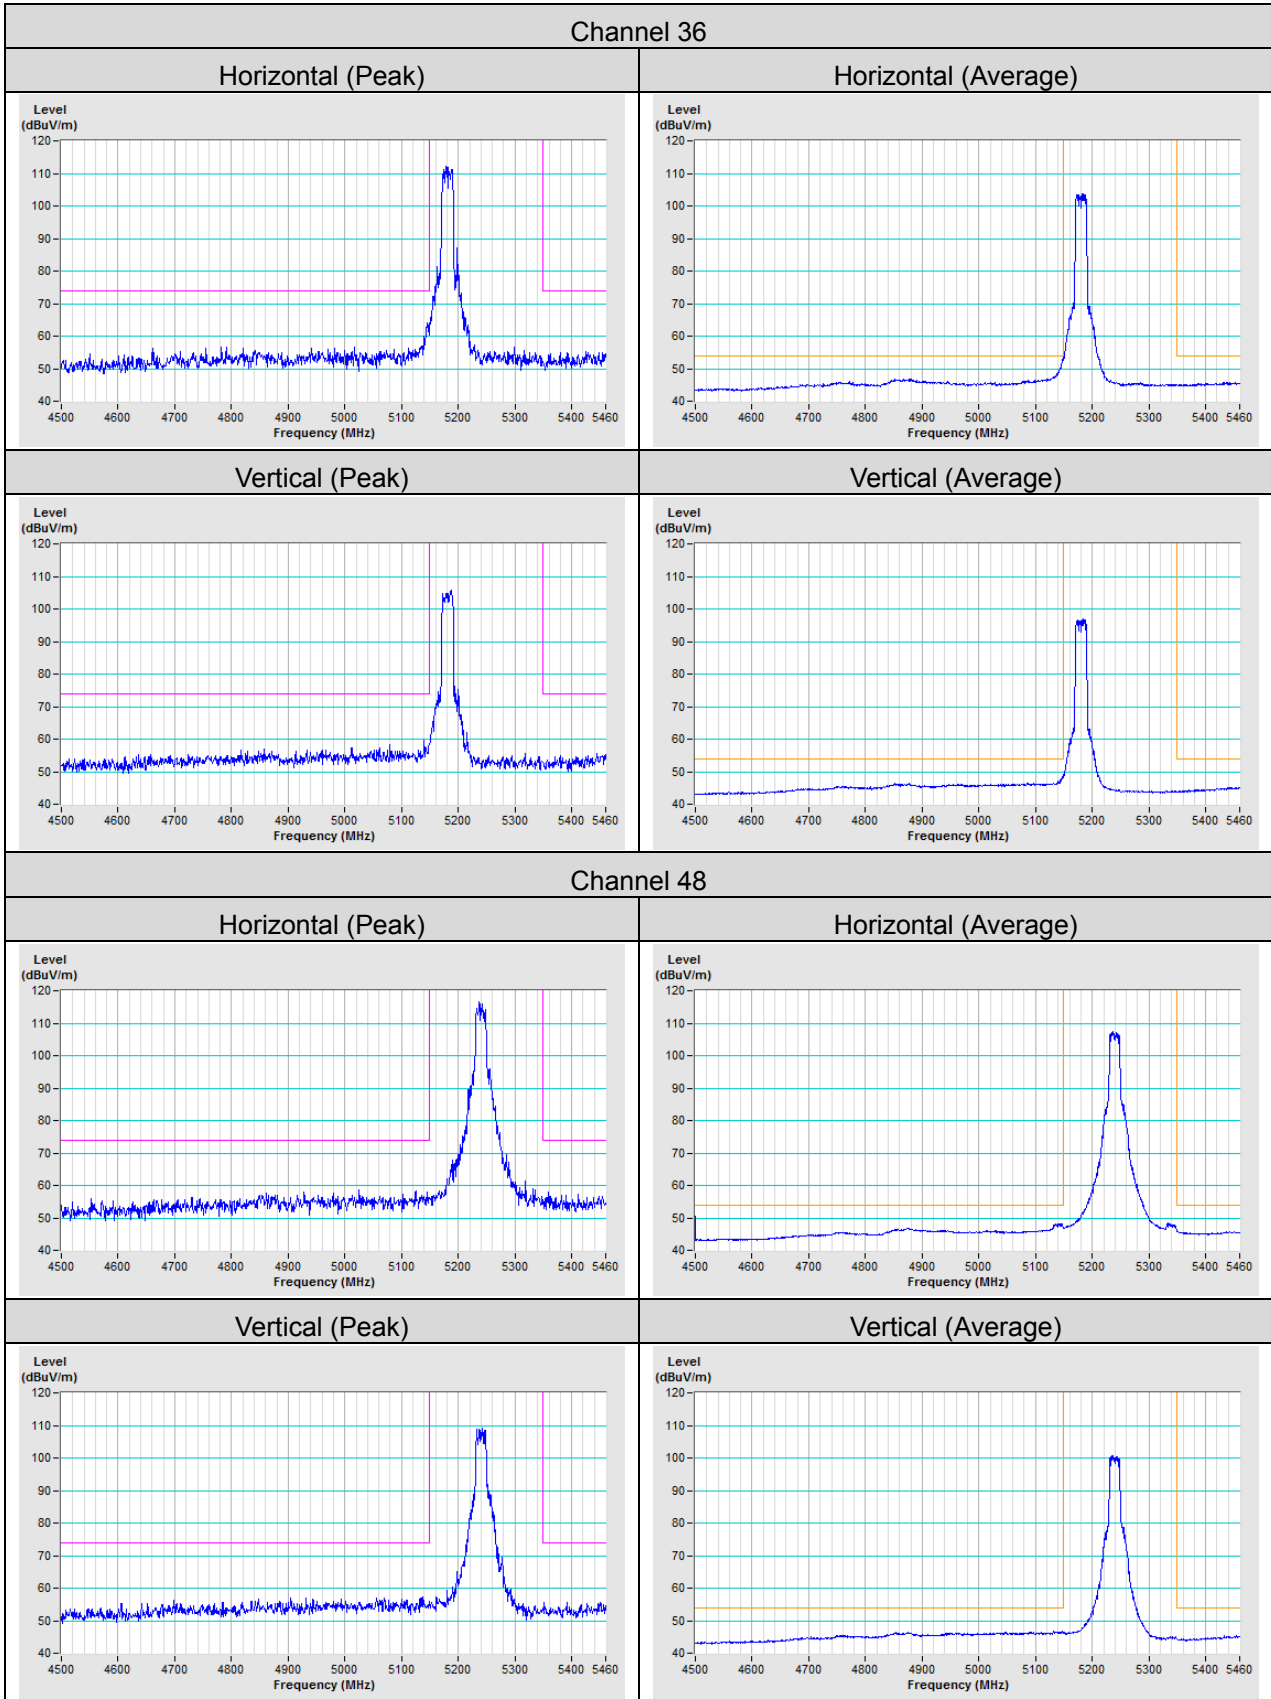 Channel 36
Horizontal (Peak) Horizontal (Average)
Level Level
(dBuV/m) (dBuV/m)
120 120
110 110
100 100
90 90
80 80
70 70
60 60
50 50
40 40
4500 4600 4700 4800 4900 5000 5100 5200 5300 5400 5460 4500 4600 4700 4800 4900 5000 5100 5200 5300 5400 5460
Frequency (MHz) Frequency (MHz)
Vertical (Peak) Vertical (Average)
Level Level
(dBuV/m) (dBuV/m)
120 120
110 110
100 100
90 90
80 80
70 70
60 60
50 50
40 40
4500 4600 4700 4800 4900 5000 5100 5200 5300 5400 5460 4500 4600 4700 4800 4900 5000 5100 5200 5300 5400 5460
Frequency (MHz) Frequency (MHz)
Channel 48
Horizontal (Peak) Horizontal (Average)
Level Level
(dBuV/m) (dBuV/m)
120 120
110 110
100 100
90 90
80 80
70 70
60 60
50 50
40 40
4500 4600 4700 4800 4900 5000 5100 5200 5300 5400 5460 4500 4600 4700 4800 4900 5000 5100 5200 5300 5400 5460
Frequency (MHz) Frequency (MHz)
Vertical (Peak) Vertical (Average)
Level Level
(dBuV/m) (dBuV/m)
120 120
110 110
100 100
90 90
80 80
70 70
60 60
50 50
40 40
4500 4600 4700 4800 4900 5000 5100 5200 5300 5400 5460 4500 4600 4700 4800 4900 5000 5100 5200 5300 5400 5460
Frequency (MHz) Frequency (MHz)